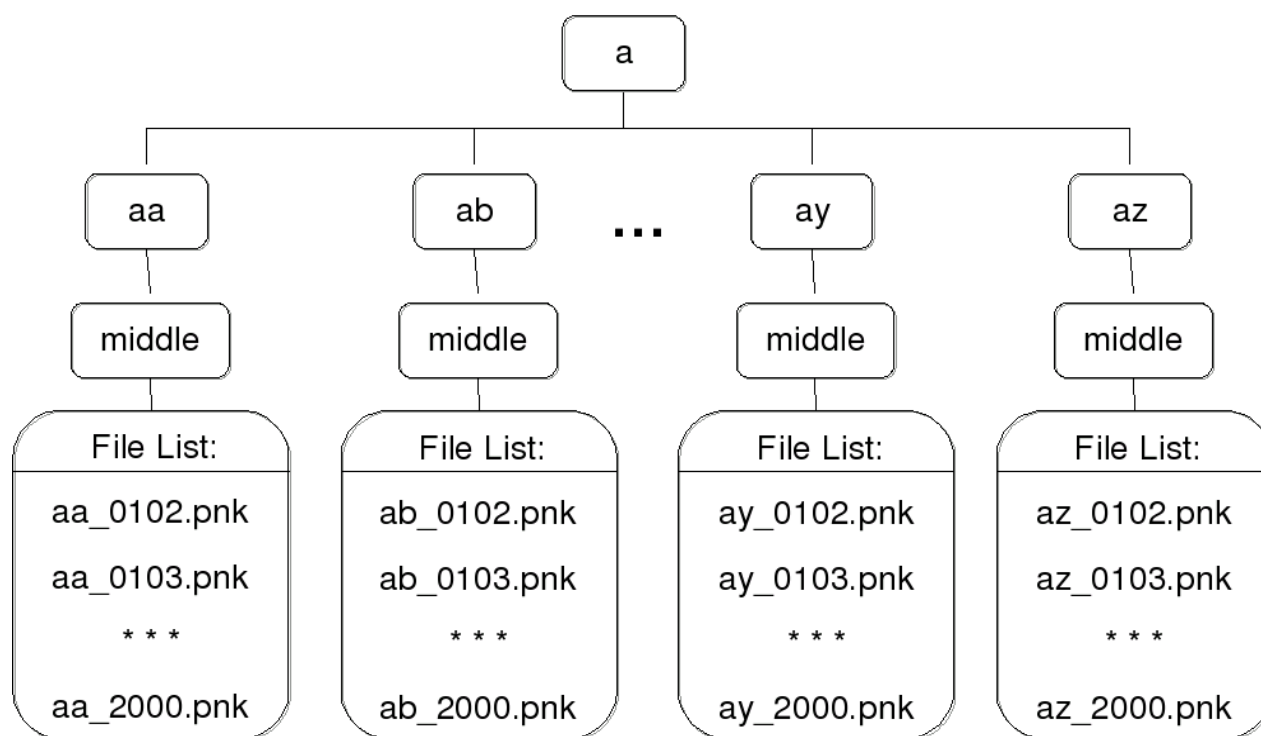 a
aa ab ... ay az
middle middle middle middle
File List: File List: File List: File List:
aa_0102.pnk ab_0102.pnk ay_0102.pnk az_0102.pnk
aa_0103.pnk ab_0103.pnk ay_0103.pnk az_0103.pnk
* * * * * * * * * * * *
aa_2000.pnk ab_2000.pnk ay_2000.pnk az_2000.pnk